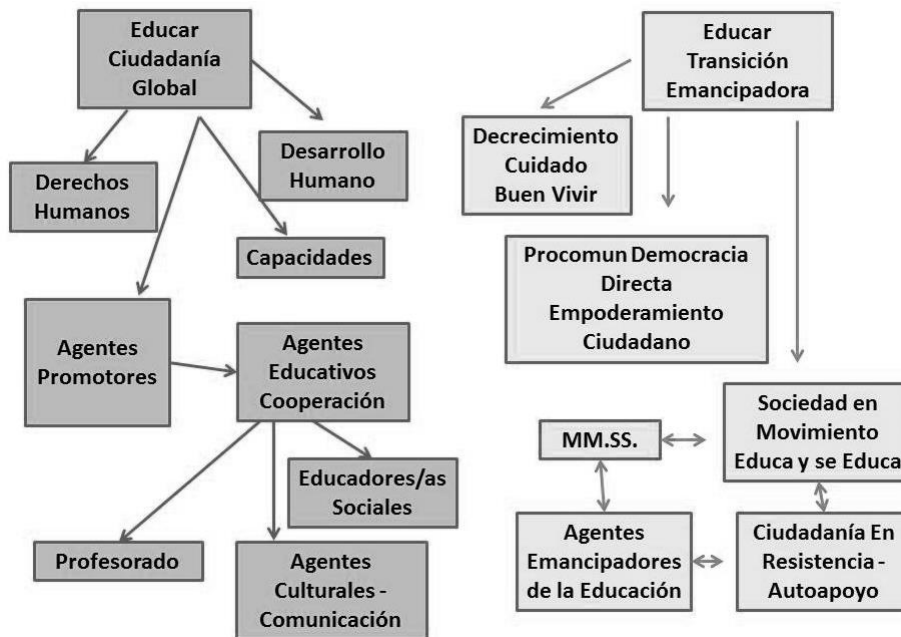 Educar
Ciudadanía
Global
Derechos
Humanos
Desarrollo
Humano
Capacidades
Agentes
Promotores
Agentes
Educativos
Cooperación
Educadores/as
Sociales
Profesorado
Agentes
Culturales -
Comunicación
Educar
Transición
Emancipadora
Decrecimiento
Cuidado
Buen Vivir
Procomun Democracia
Directa
Empoderamiento
Ciudadano
Sociedad en
Movimiento
Educa y se Educa
MM.SS.
Agentes
Emancipadores
de la Educación
Ciudadanía En
Resistencia -
Autoapoyo